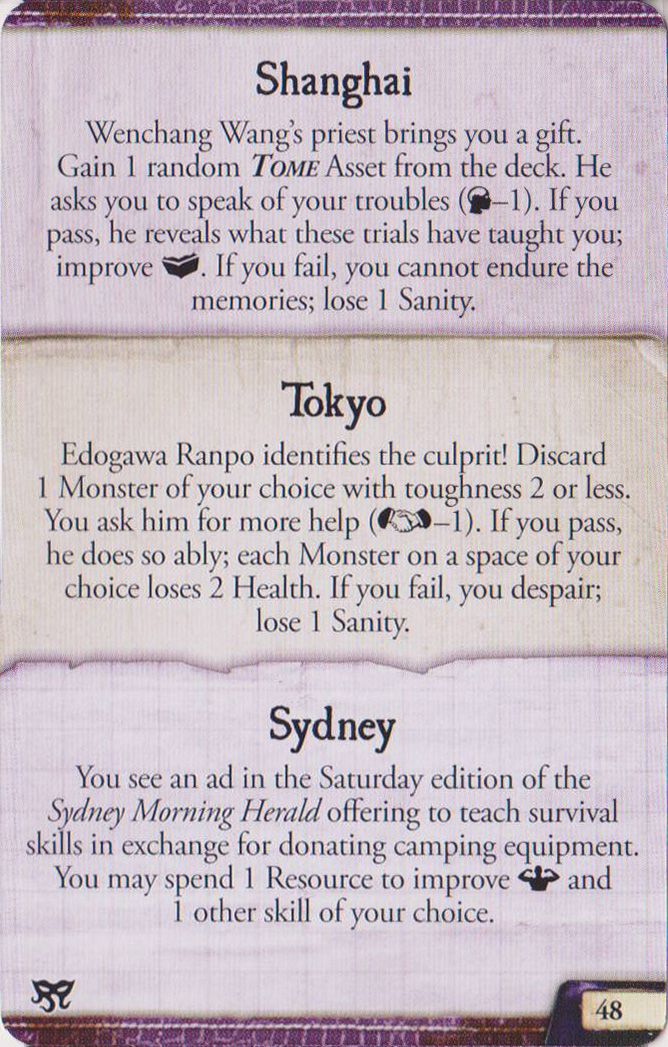 Shanghai
Wenchang Wang's priest brings you a gift.
Gain 1 random TOME Asset from the deck. He
asks you to speak of your troubles (–1). If you
pass, he reveals what these trials have taught you;
improve . If you fail, you cannot endure the
memories; lose 1 Sanity.
Tokyo
Edogawa Ranpo identifies the culprit! Discard
1 Monster of your choice with toughness 2 or less.
You ask him for more help (–1). If you pass,
he does so ably; each Monster on a space of your
choice loses 2 Health. If you fail, you despair;
lose 1 Sanity.
Sydney
You see an ad in the Saturday edition of the
Sydney Morning Herald offering to teach survival
skills in exchange for donating camping equipment.
You may spend 1 Resource to improve and
1 other skill of your choice.
48